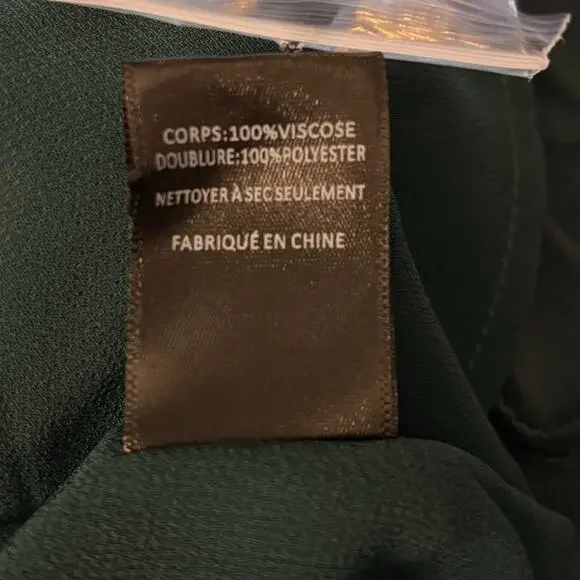 CORPS:100%VISCOSE
DOUBLURE:100%POLYESTER
NETTOYER À SEC SEULEMENT
FABRIQUÉ EN CHINE